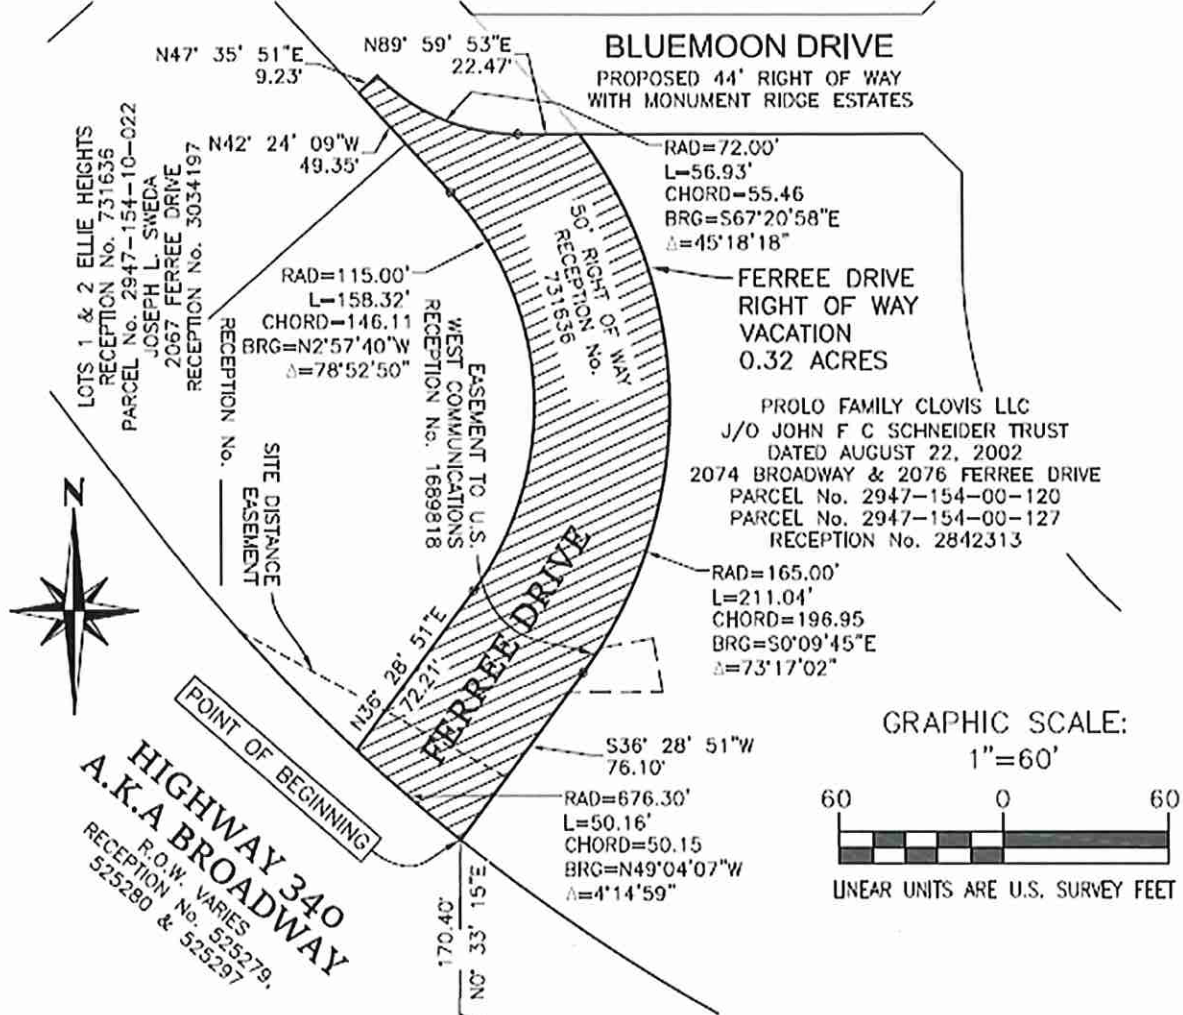 N47° 35' 51"E
9.23'
N89° 59' 53"E
22.47'
BLUEMOON DRIVE
PROPOSED 44' RIGHT OF WAY
WITH MONUMENT RIDGE ESTATES
N42° 24' 09"W
49.35'
LOTS 1 & 2 ELLIE HEIGHTS
RECEPTION No. 731636
PARCEL No. 2947-154-10-022
JOSEPH L. SWEDA
2067 FERREE DRIVE
RECEPTION No. 3034197
RAD=72.00'
L=56.93'
CHORD=55.46
BRG=S67°20'58"E
Δ=45°18'18"
50' RIGHT OF WAY
RECEPTION No.
731636
RAD=115.00'
L=158.32'
CHORD=146.11
BRG=N2°57'40"W
Δ=78°52'50"
FERREE DRIVE
RIGHT OF WAY
VACATION
0.32 ACRES
PROLO FAMILY CLOVIS LLC
J/O JOHN F C SCHNEIDER TRUST
DATED AUGUST 22, 2002
2074 BROADWAY & 2076 FERREE DRIVE
PARCEL No. 2947-154-00-120
PARCEL No. 2947-154-00-127
RECEPTION No. 2842313
EASEMENT TO U.S.
WEST COMMUNICATIONS
RECEPTION No. 1689818
SITE DISTANCE
EASEMENT
RECEPTION No.
N
RAD=165.00'
L=211.04'
CHORD=196.95
BRG=S0°09'45"E
Δ=73°17'02"
N36° 28' 51"E
72.21'
FERREE DRIVE
S36° 28' 51"W
76.10'
POINT OF BEGINNING
RAD=676.30'
L=50.16'
CHORD=50.15
BRG=N49°04'07"W
Δ=4°14'59"
HIGHWAY 340
A.K.A BROADWAY
R.O.W. VARIES
RECEPTION No. 525279,
525280 & 525297
N0° 33' 15"E
170.40'
GRAPHIC SCALE:
1"=60'
60 0 60
LINEAR UNITS ARE U.S. SURVEY FEET